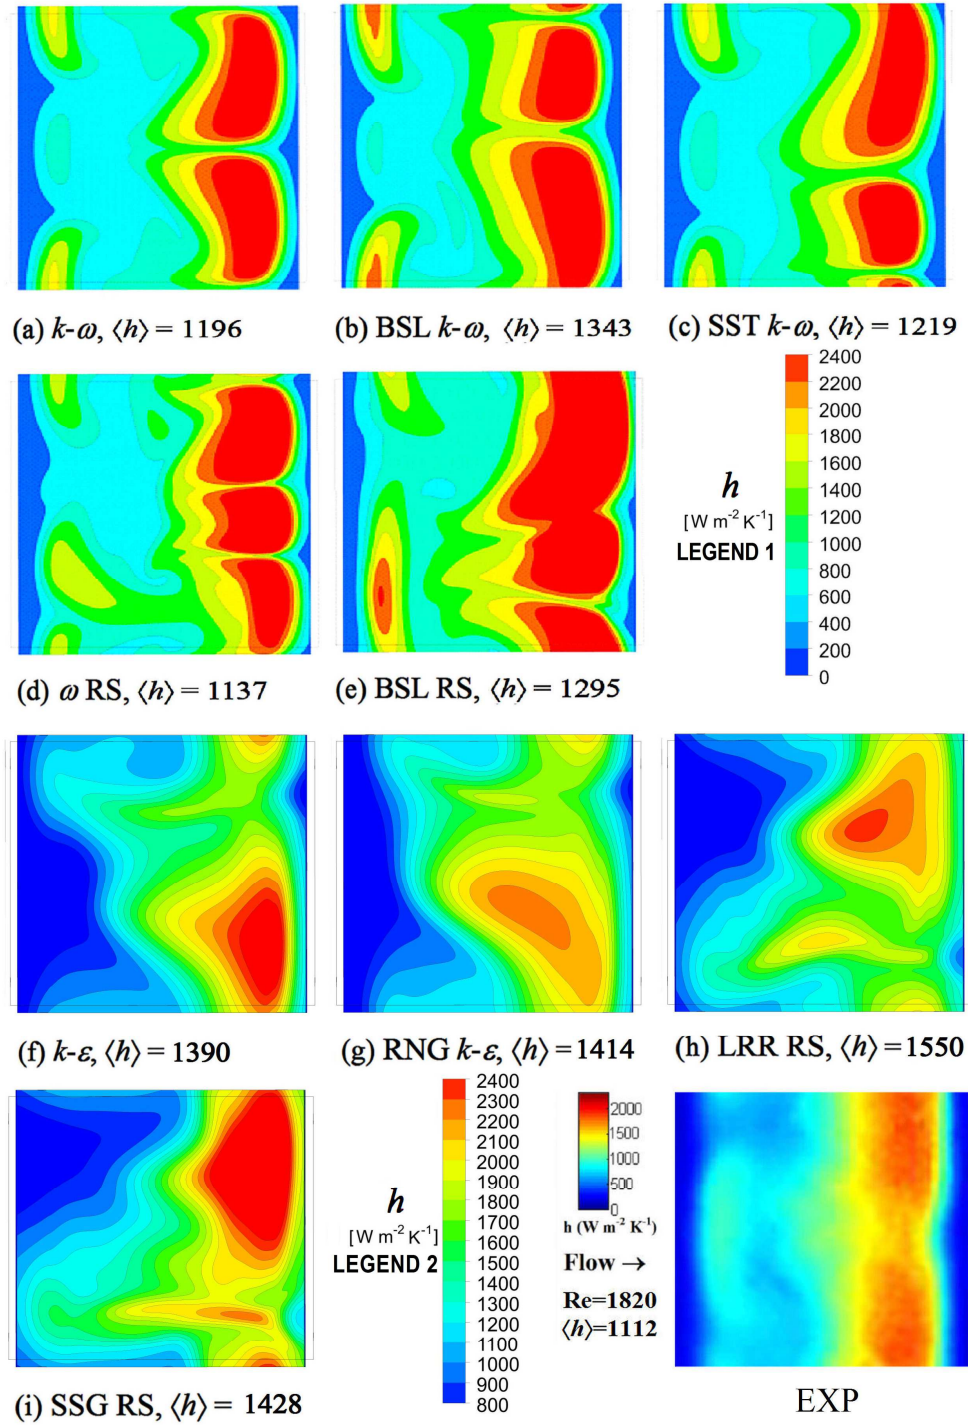 (a) k-ω, ⟨h⟩ = 1196
(b) BSL k-ω, ⟨h⟩ = 1343
(c) SST k-ω, ⟨h⟩ = 1219
h
[W m⁻² K⁻¹]
LEGEND 1
2400
2200
2000
1800
1600
1400
1200
1000
800
600
400
200
0
(d) ω RS, ⟨h⟩ = 1137
(e) BSL RS, ⟨h⟩ = 1295
(f) k-ε, ⟨h⟩ = 1390
(g) RNG k-ε, ⟨h⟩ = 1414
(h) LRR RS, ⟨h⟩ = 1550
h
[W m⁻² K⁻¹]
LEGEND 2
2400
2300
2200
2100
2000
1900
1800
1700
1600
1500
1400
1300
1200
1100
1000
900
800
2000
1500
1000
500
0
h (W m⁻² K⁻¹)
Flow →
Re=1820
⟨h⟩=1112
(i) SSG RS, ⟨h⟩ = 1428
EXP